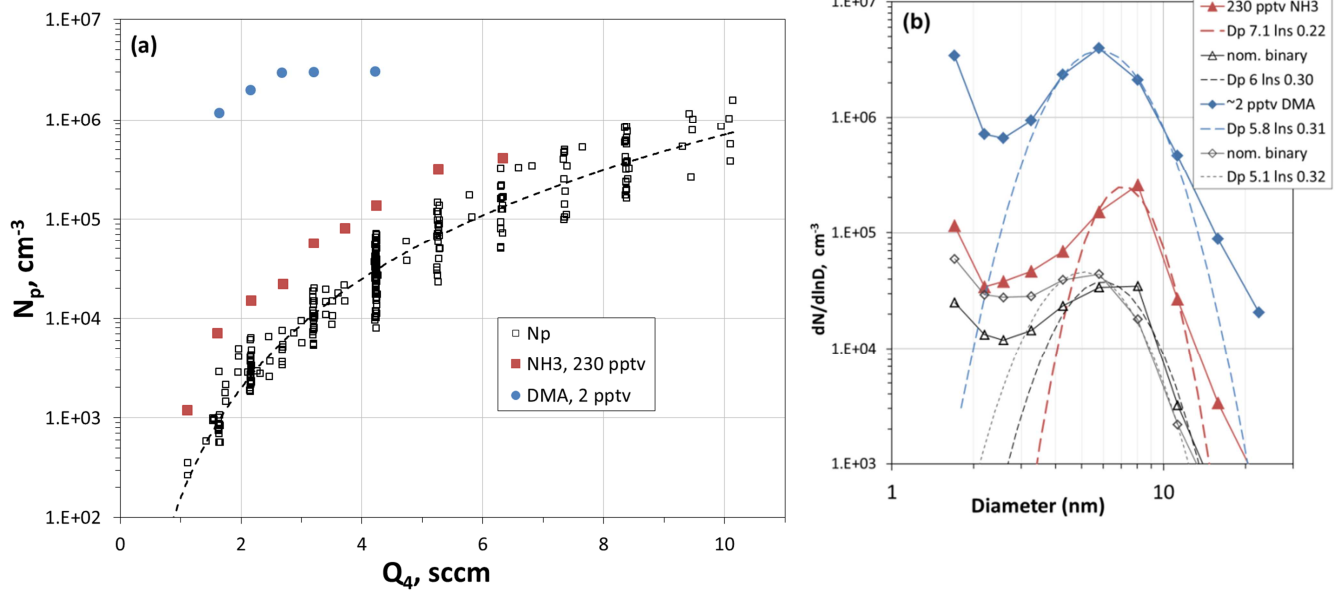 (a)
1.E+07
1.E+06
1.E+05
1.E+04
1.E+03
1.E+02
Np, cm-3
0
2
4
6
8
10
Q4, sccm
Np
NH3, 230 pptv
DMA, 2 pptv
(b)
1.E+07
1.E+06
1.E+05
1.E+04
1.E+03
dN/dlnD, cm-3
1
10
Diameter (nm)
230 pptv NH3
Dp 7.1 lns 0.22
nom. binary
Dp 6 lns 0.30
~2 pptv DMA
Dp 5.8 lns 0.31
nom. binary
Dp 5.1 lns 0.32